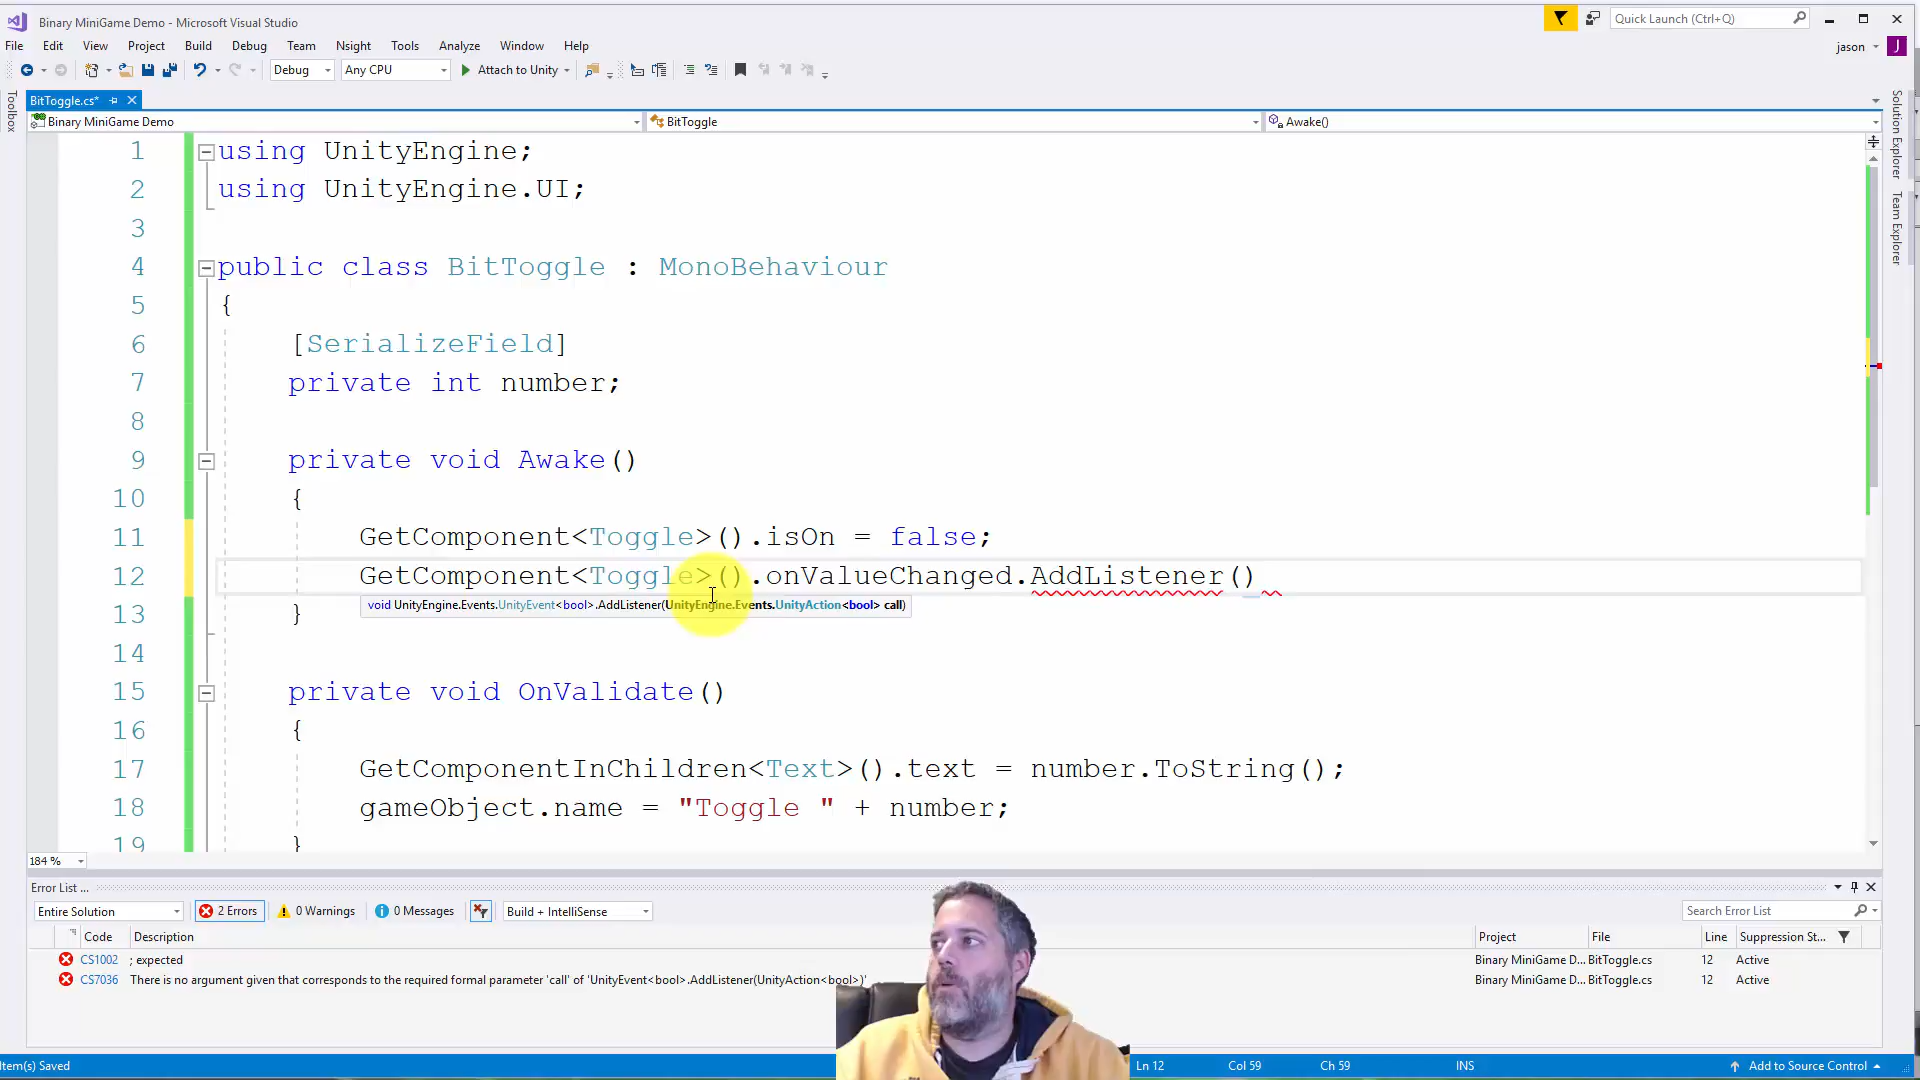 Binary MiniGame Demo - Microsoft Visual Studio
Quick Launch (Ctrl+Q)
File Edit View Project Build Debug Team Nsight Tools Analyze Window Help
jason J
Debug Any CPU Attach to Unity
Toolbox
BitToggle.cs*
Binary MiniGame Demo BitToggle Awake()
Solution Explorer
Team Explorer
1 using UnityEngine;
2 using UnityEngine.UI;
3
4 public class BitToggle : MonoBehaviour
5 {
6 [SerializeField]
7 private int number;
8
9 private void Awake()
10 {
11 GetComponent<Toggle>().isOn = false;
12 GetComponent<Toggle>().onValueChanged.AddListener()
void UnityEngine.Events.UnityEvent<bool>.AddListener(UnityEngine.Events.UnityAction<bool> call)
13 }
14
15 private void OnValidate()
16 {
17 GetComponentInChildren<Text>().text = number.ToString();
18 gameObject.name = "Toggle " + number;
19 }
184 %
Error List ...
Entire Solution 2 Errors 0 Warnings 0 Messages Build + IntelliSense Search Error List
Code Description Project File Line Suppression St...
CS1002 ; expected Binary MiniGame D... BitToggle.cs 12 Active
CS7036 There is no argument given that corresponds to the required formal parameter 'call' of 'UnityEvent<bool>.AddListener(UnityAction<bool>)' Binary MiniGame D... BitToggle.cs 12 Active
Item(s) Saved Ln 12 Col 59 Ch 59 INS Add to Source Control